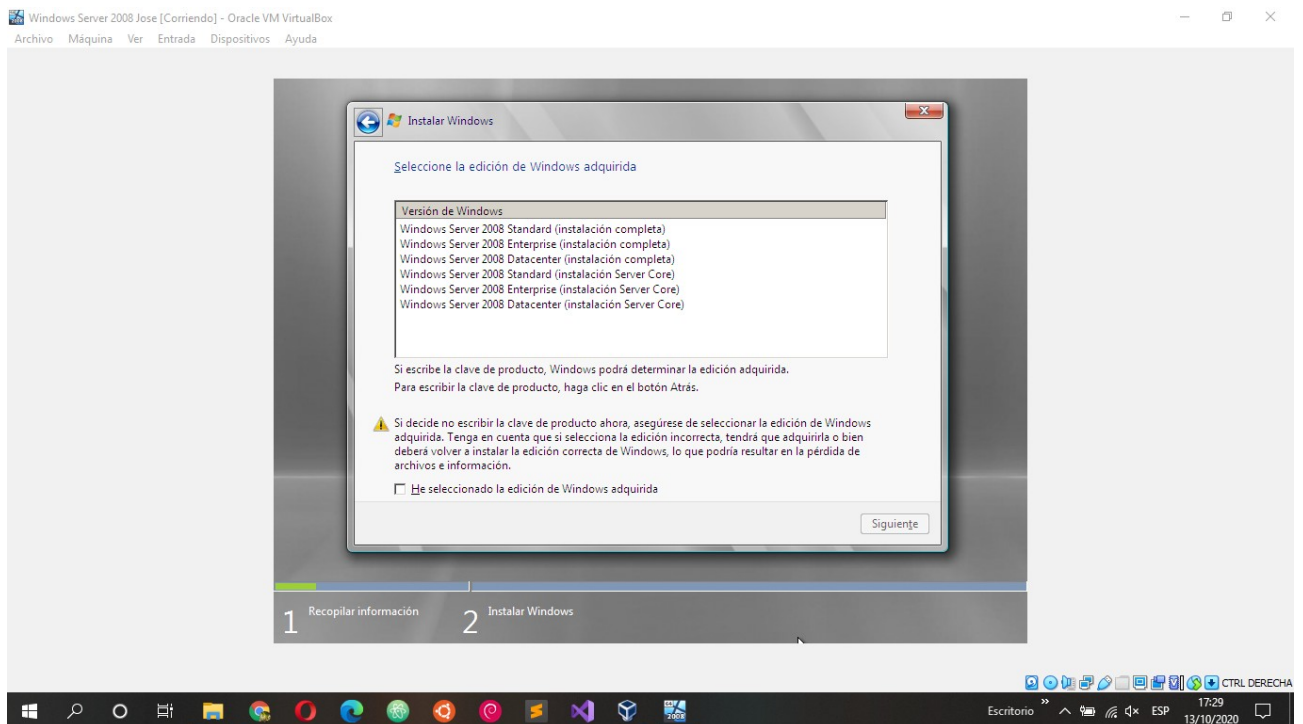 Windows Server 2008 Jose [Corriendo] - Oracle VM VirtualBox
Archivo Máquina Ver Entrada Dispositivos Ayuda
Instalar Windows
Seleccione la edición de Windows adquirida
Versión de Windows
Windows Server 2008 Standard (instalación completa)
Windows Server 2008 Enterprise (instalación completa)
Windows Server 2008 Datacenter (instalación completa)
Windows Server 2008 Standard (instalación Server Core)
Windows Server 2008 Enterprise (instalación Server Core)
Windows Server 2008 Datacenter (instalación Server Core)
Si escribe la clave de producto, Windows podrá determinar la edición adquirida.
Para escribir la clave de producto, haga clic en el botón Atrás.
Si decide no escribir la clave de producto ahora, asegúrese de seleccionar la edición de Windows
adquirida. Tenga en cuenta que si selecciona la edición incorrecta, tendrá que adquirirla o bien
deberá volver a instalar la edición correcta de Windows, lo que podría resultar en la pérdida de
archivos e información.
He seleccionado la edición de Windows adquirida
Siguiente
1 Recopilar información 2 Instalar Windows
CTRL DERECHA
2008
Escritorio » ESP 17:29
13/10/2020